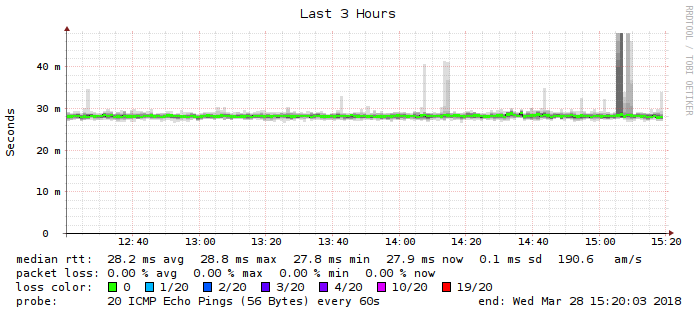 Last 3 Hours
RRDTOOL / TOBI OETIKER
Seconds
40 m
30 m
20 m
10 m
0
12:40 13:00 13:20 13:40 14:00 14:20 14:40 15:00 15:20
median rtt: 28.2 ms avg 28.8 ms max 27.8 ms min 27.9 ms now 0.1 ms sd 190.6 am/s
packet loss: 0.00 % avg 0.00 % max 0.00 % min 0.00 % now
loss color: 0 1/20 2/20 3/20 4/20 10/20 19/20
probe: 20 ICMP Echo Pings (56 Bytes) every 60s end: Wed Mar 28 15:20:03 2018